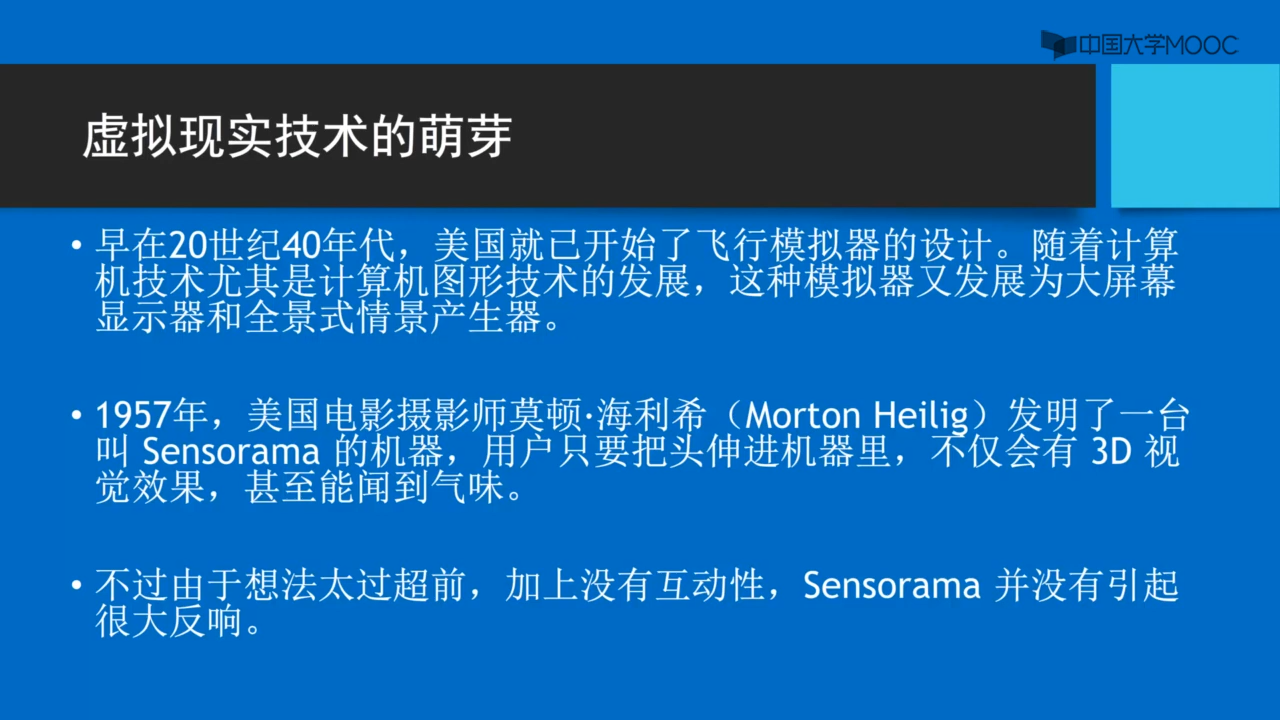 中国大学MOOC
虚拟现实技术的萌芽
• 早在20世纪40年代，美国就已开始了飞行模拟器的设计。随着计算
机技术尤其是计算机图形技术的发展，这种模拟器又发展为大屏幕
显示器和全景式情景产生器。
• 1957年，美国电影摄影师莫顿·海利希（Morton Heilig）发明了一台
叫 Sensorama 的机器，用户只要把头伸进机器里，不仅会有 3D 视
觉效果，甚至能闻到气味。
• 不过由于想法太过超前，加上没有互动性，Sensorama 并没有引起
很大反响。